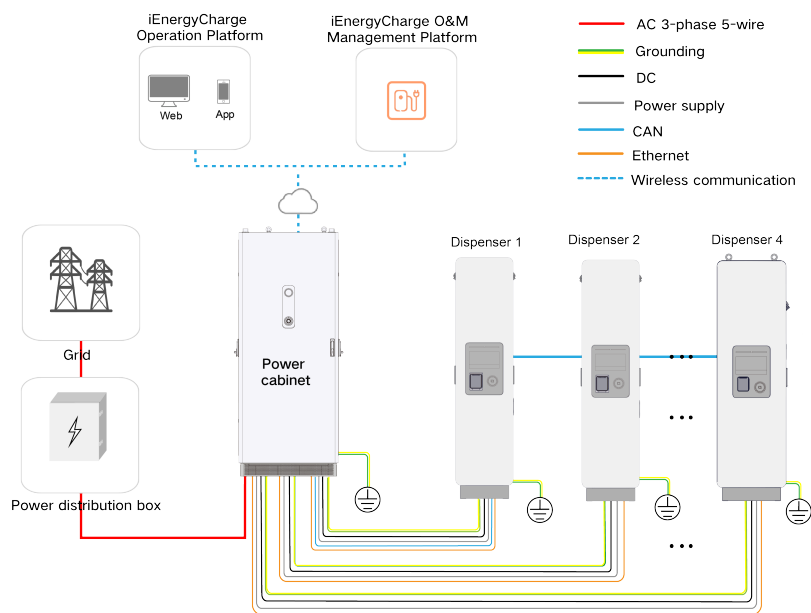 iEnergyCharge
Operation Platform
iEnergyCharge O&M
Management Platform
Web
App
AC 3-phase 5-wire
Grounding
DC
Power supply
CAN
Ethernet
Wireless communication
Dispenser 1
Dispenser 2
Dispenser 4
Grid
Power
cabinet
Power distribution box